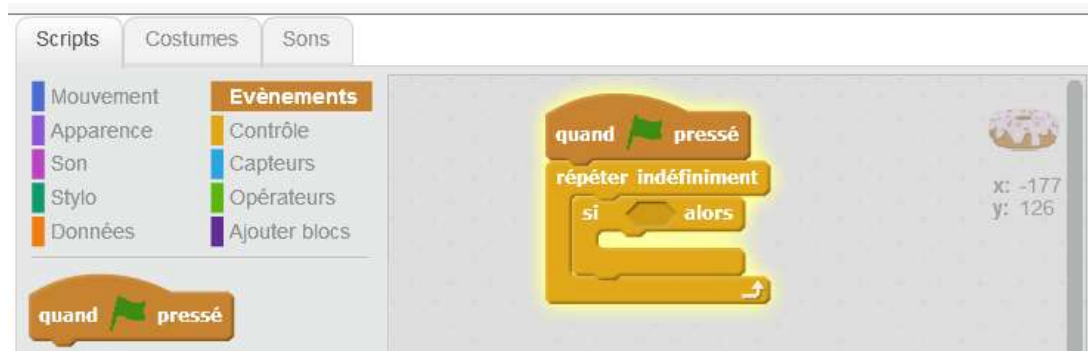 Scripts Costumes Sons
Mouvement Evènements
Apparence Contrôle
Son Capteurs
Stylo Opérateurs
Données Ajouter blocs
quand pressé
quand pressé
répéter indéfiniment
si alors
x: -177
y: 126